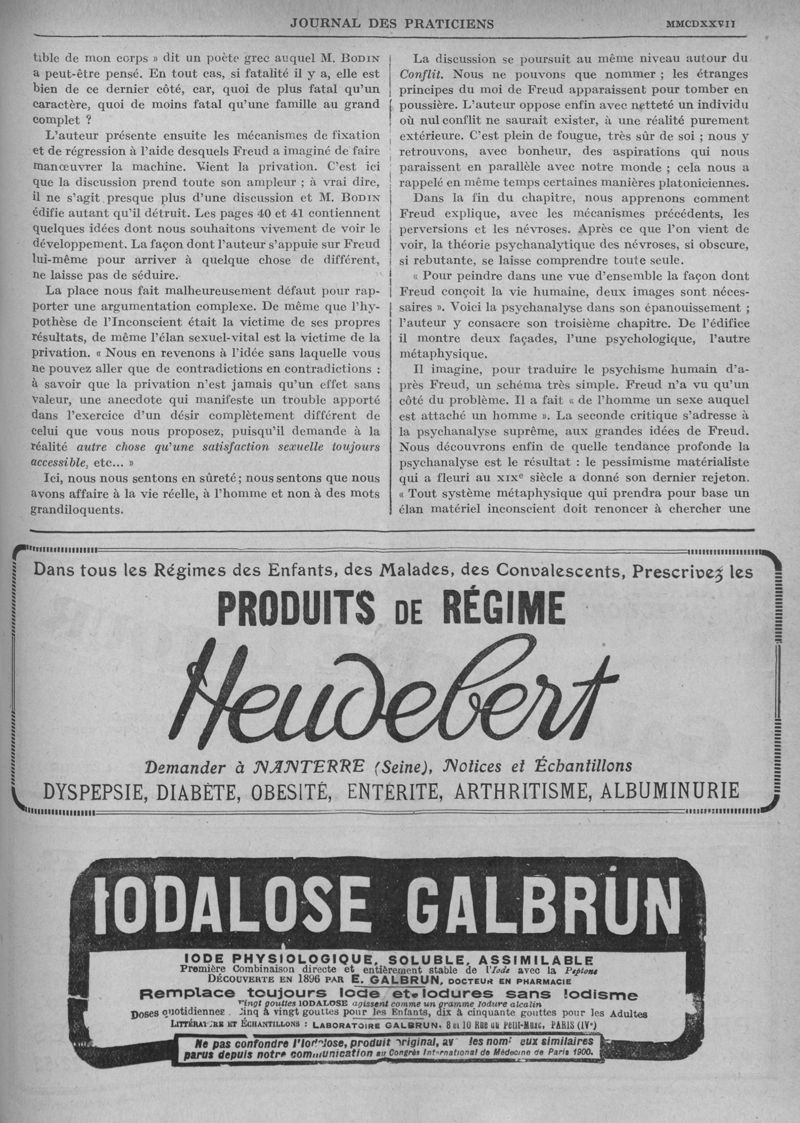 JOURNAL DES PRATICIENS
MMCDXXVII
tible de mon corps » dit un poète grec auquel M. BODIN
a peut-être pensé. En tout cas, si fatalité il y a, elle est
bien de ce dernier côté, car, quoi de plus fatal qu'un
caractère, quoi de moins fatal qu'une famille au grand
complet ?
L'auteur présente ensuite les mécanismes de fixation
et de régression à l'aide desquels Freud a imaginé de faire
manœuvrer la machine. Vient la privation. C'est ici
que la discussion prend toute son ampleur ; à vrai dire,
il ne s'agit presque plus d'une discussion et M. BODIN
édifie autant qu'il détruit. Les pages 40 et 41 contiennent
quelques idées dont nous souhaitons vivement de voir le
développement. La façon dont l'auteur s'appuie sur Freud
lui-même pour arriver à quelque chose de différent,
ne laisse pas de séduire.
La place nous fait malheureusement défaut pour rap-
porter une argumentation complexe. De même que l'hy-
pothèse de l'Inconscient était la victime de ses propres
résultats, de même l'élan sexuel-vital est la victime de la
privation. « Nous en revenons à l'idée sans laquelle vous
ne pouvez aller que de contradictions en contradictions :
à savoir que la privation n'est jamais qu'un effet sans
valeur, une anecdote qui manifeste un trouble apporté
dans l'exercice d'un désir complètement différent de
celui que vous nous proposez, puisqu'il demande à la
réalité autre chose qu'une satisfaction sexuelle toujours
accessible, etc... »
Ici, nous nous sentons en sûreté; nous sentons que nous
avons affaire à la vie réelle, à l'homme et non à des mots
grandiloquents.
La discussion se poursuit au même niveau autour du
Conflit. Nous ne pouvons que nommer ; les étranges
principes du moi de Freud apparaissent pour tomber en
poussière. L'auteur oppose enfin avec netteté un individu
où nul conflit ne saurait exister, à une réalité purement
extérieure. C'est plein de fougue, très sûr de soi ; nous y
retrouvons, avec bonheur, des aspirations qui nous
paraissent en parallèle avec notre monde ; cela nous a
rappelé en même temps certaines manières platoniciennes.
Dans la fin du chapitre, nous apprenons comment
Freud explique, avec les mécanismes précédents, les
perversions et les névroses. Après ce que l'on vient de
voir, la théorie psychanalytique des névroses, si obscure,
si rebutante, se laisse comprendre toute seule.
« Pour peindre dans une vue d'ensemble la façon dont
Freud conçoit la vie humaine, deux images sont néces-
saires ». Voici la psychanalyse dans son épanouissement ;
l'auteur y consacre son troisième chapitre. De l'édifice
il montre deux façades, l'une psychologique, l'autre
métaphysique.
Il imagine, pour traduire le psychisme humain d'a-
près Freud, un schéma très simple. Freud n'a vu qu'un
côté du problème. Il a fait « de l'homme un sexe auquel
est attaché un homme ». La seconde critique s'adresse à
la psychanalyse suprême, aux grandes idées de Freud.
Nous découvrons enfin de quelle tendance profonde la
psychanalyse est le résultat : le pessimisme matérialiste
qui a fleuri au XIXe siècle a donné son dernier rejeton.
« Tout système métaphysique qui prendra pour base un
élan matériel inconscient doit renoncer à chercher une
Dans tous les Régimes des Enfants, des Malades, des Convalescents, Prescrivez les
PRODUITS DE RÉGIME
Heudebert
Demander à NANTERRE (Seine), Notices et Échantillons
DYSPEPSIE, DIABÈTE, OBESITÉ, ENTÉRITE, ARTHRITISME, ALBUMINURIE
IODALOSE GALBRUN
IODE PHYSIOLOGIQUE, SOLUBLE, ASSIMILABLE
Première Combinaison directe et entièrement stable de l'Iode avec la Peptone
DÉCOUVERTE EN 1896 PAR E. GALBRUN, DOCTEUR EN PHARMACIE
Remplace toujours Iode et Iodures sans Iodisme
Vingt gouttes IODALOSE agissent comme un gramme Iodure alcalin
Doses quotidiennes : Cinq à vingt gouttes pour les Enfants, dix à cinquante gouttes pour les Adultes
LITTÉRATURE ET ÉCHANTILLONS : LABORATOIRE GALBRUN, 8 et 10 Rue du Petit-Musc, PARIS (IVe)
Ne pas confondre l'Iodalose, produit original, avec les nombreux similaires
parus depuis notre communication au Congrès International de Médecine de Paris 1900.